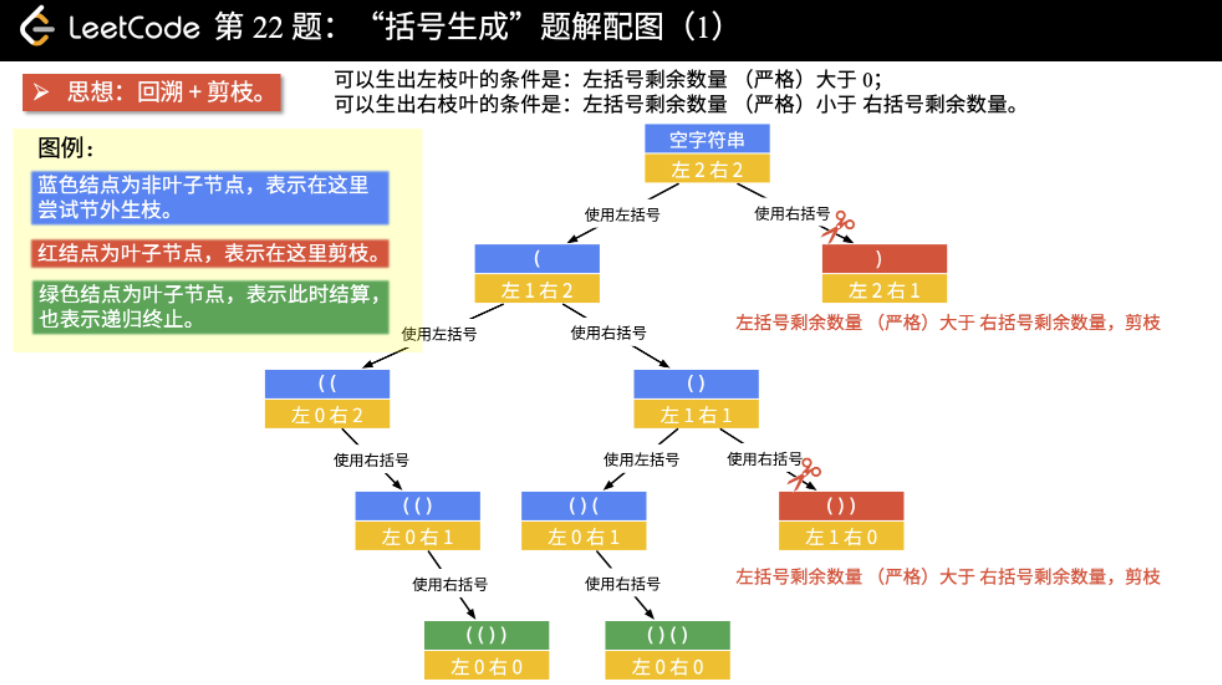 LeetCode 第 22 题：“括号生成”题解配图（1）
➢ 思想：回溯 + 剪枝。
可以生出左枝叶的条件是：左括号剩余数量 （严格）大于 0；
可以生出右枝叶的条件是：左括号剩余数量 （严格）小于 右括号剩余数量。
图例：
蓝色结点为非叶子节点，表示在这里
尝试节外生枝。
红结点为叶子节点，表示在这里剪枝。
绿色结点为叶子节点，表示此时结算，
也表示递归终止。
空字符串
左 2 右 2
使用左括号
使用右括号
(
左 1 右 2
)
左 2 右 1
左括号剩余数量 （严格）大于 右括号剩余数量，剪枝
使用左括号
使用右括号
( (
左 0 右 2
( )
左 1 右 1
使用右括号
使用左括号
使用右括号
( ( )
左 0 右 1
( ) (
左 0 右 1
( ) )
左 1 右 0
左括号剩余数量 （严格）大于 右括号剩余数量，剪枝
使用右括号
使用右括号
( ( ) )
左 0 右 0
( ) ( )
左 0 右 0